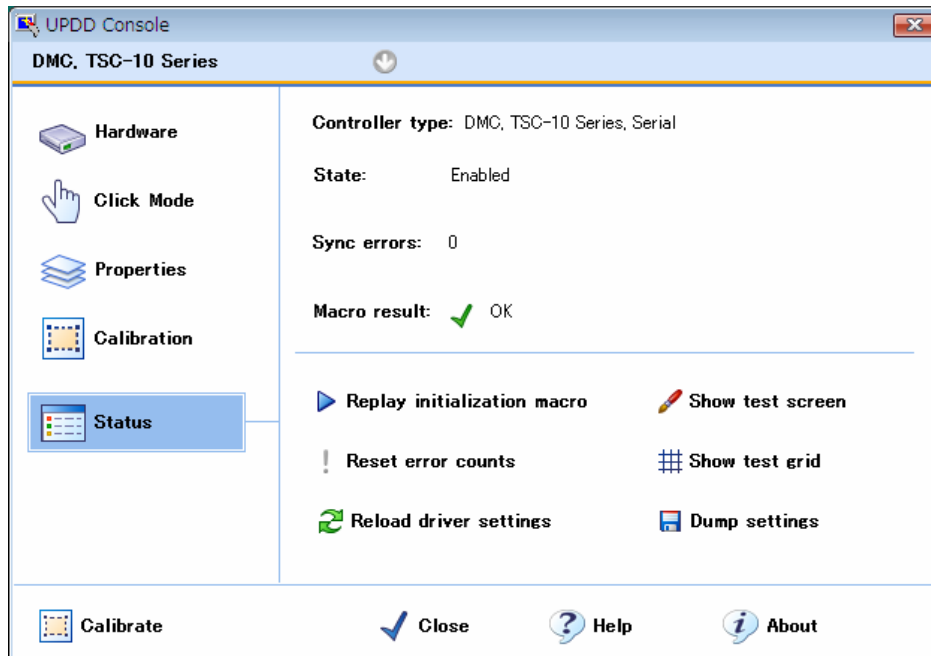 UPDD Console
DMC, TSC-10 Series
Hardware
Click Mode
Properties
Calibration
Status
Controller type: DMC, TSC-10 Series, Serial
State: Enabled
Sync errors: 0
Macro result: OK
Replay initialization macro
Show test screen
Reset error counts
Show test grid
Reload driver settings
Dump settings
Calibrate
Close
Help
About